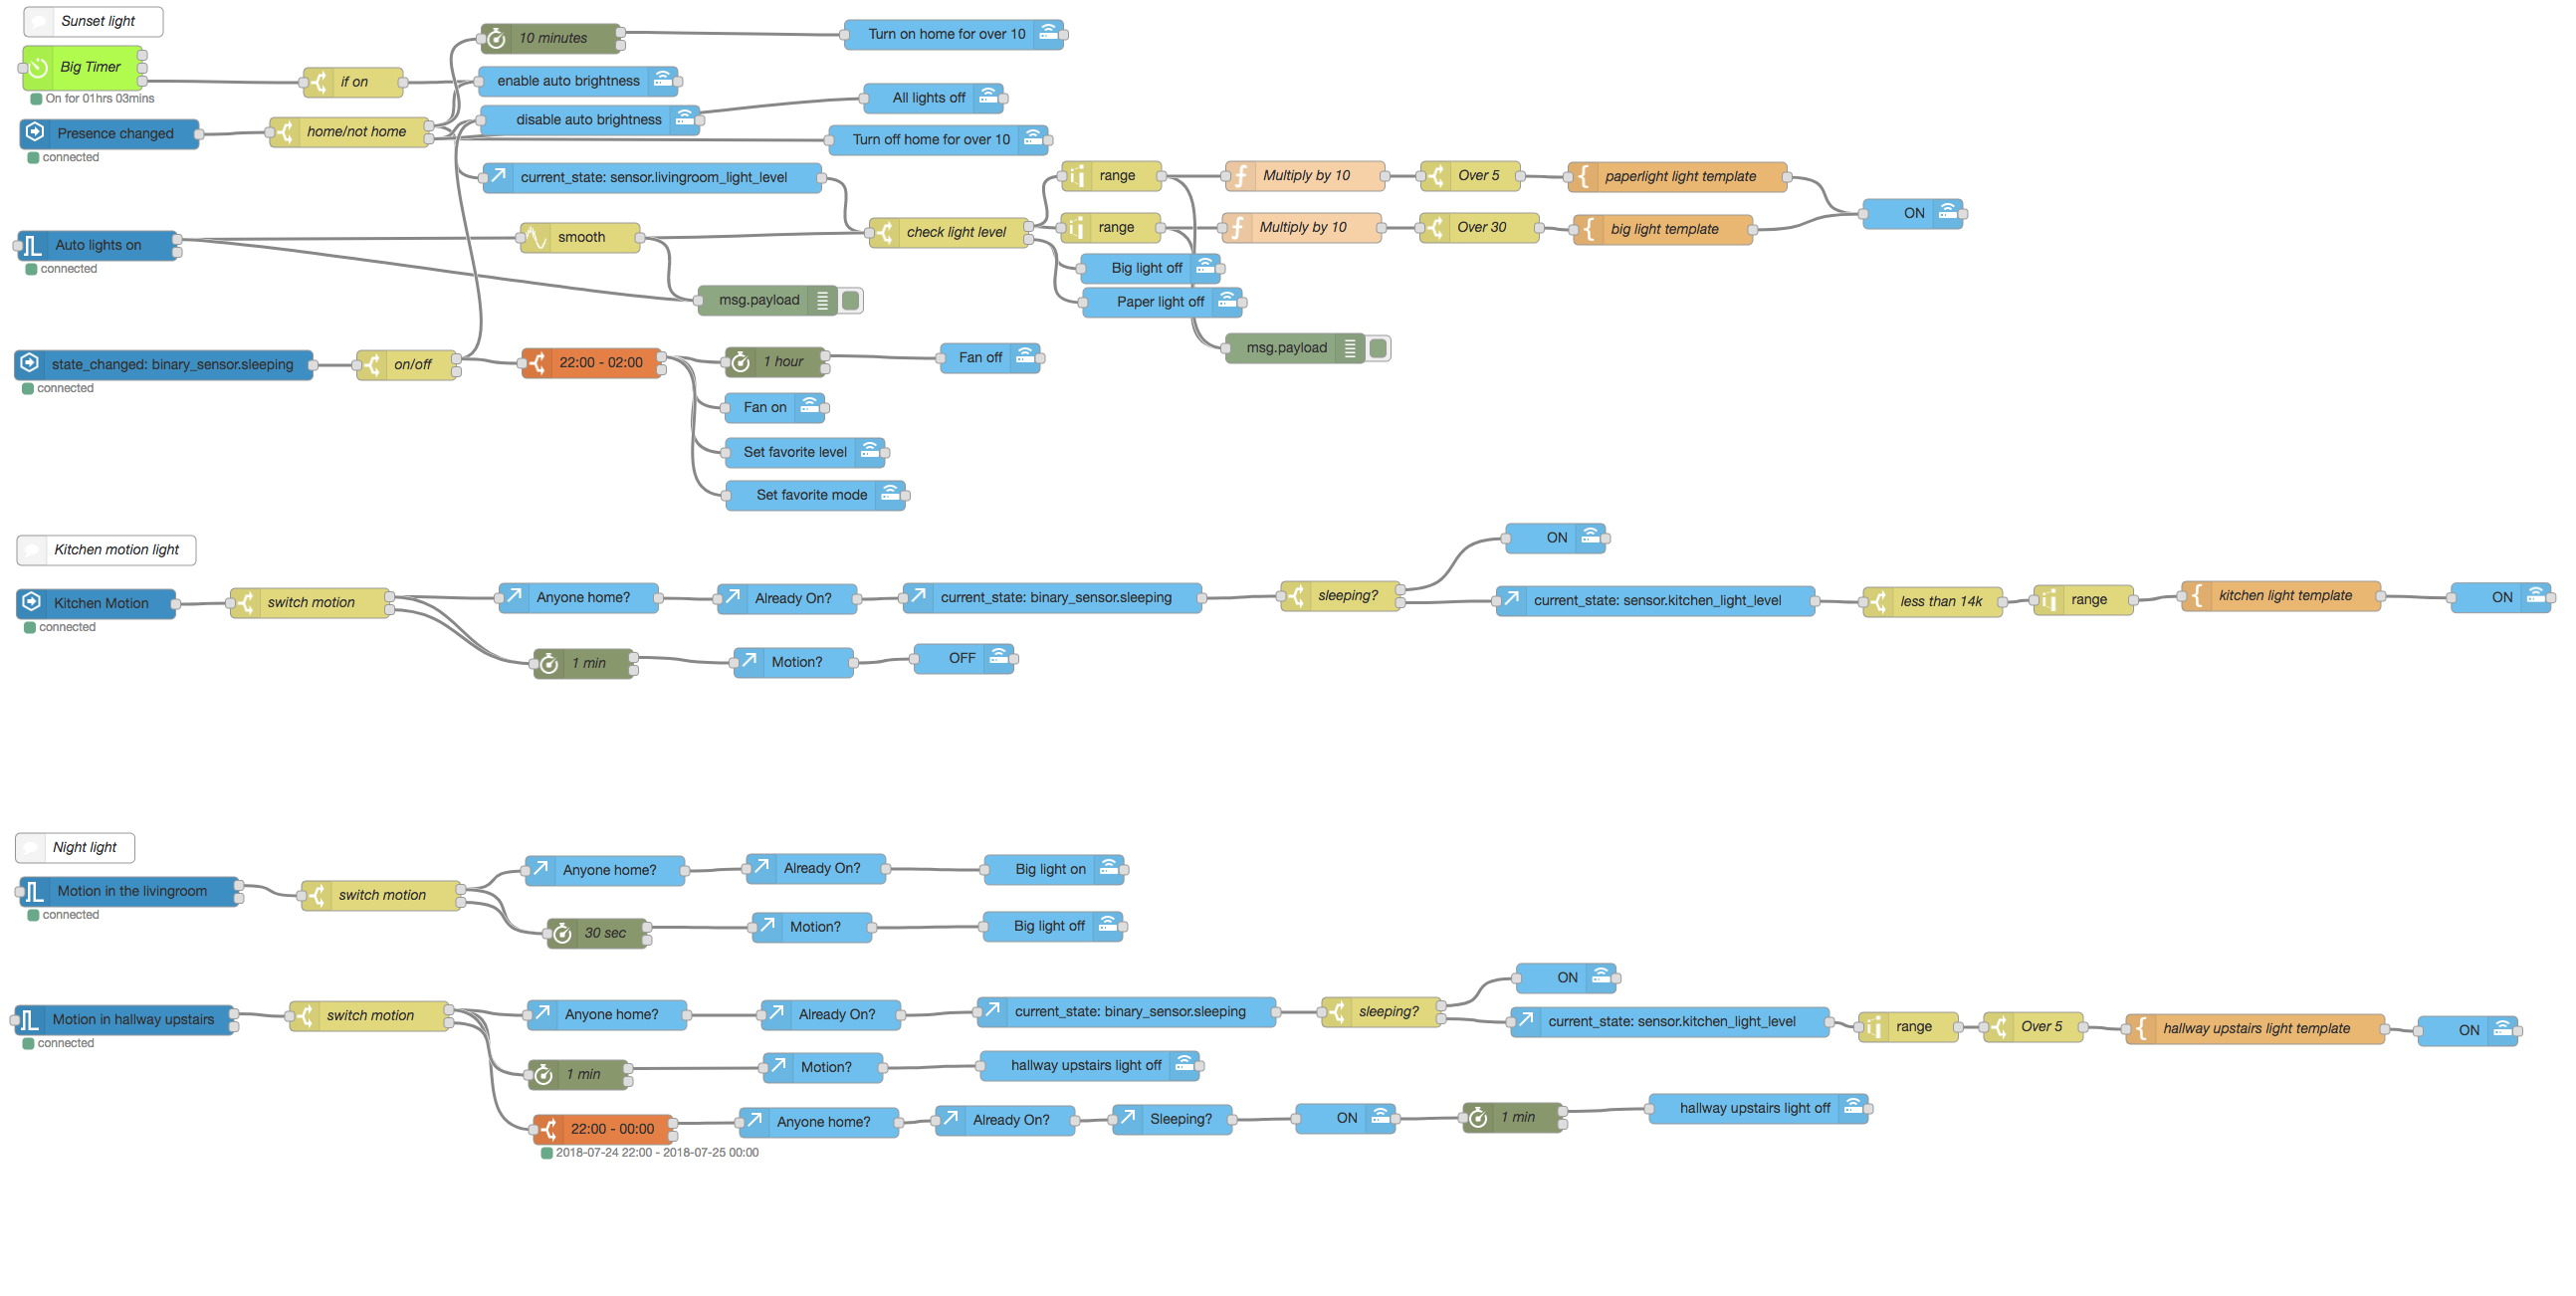 Sunset light
10 minutes
Turn on home for over 10
Big Timer
if on
enable auto brightness
On for 01hrs 03mins
All lights off
disable auto brightness
Presence changed
home/not home
Turn off home for over 10
connected
current_state: sensor.livingroom_light_level
range
Multiply by 10
Over 5
paperlight light template
ON
Auto lights on
smooth
check light level
range
Multiply by 10
Over 30
big light template
connected
Big light off
msg.payload
Paper light off
msg.payload
state_changed: binary_sensor.sleeping
on/off
22:00 - 02:00
1 hour
Fan off
connected
Fan on
Set favorite level
Set favorite mode
Kitchen motion light
ON
Kitchen Motion
switch motion
Anyone home?
Already On?
current_state: binary_sensor.sleeping
sleeping?
current_state: sensor.kitchen_light_level
less than 14k
range
kitchen light template
ON
connected
1 min
Motion?
OFF
Night light
Motion in the livingroom
switch motion
Anyone home?
Already On?
Big light on
connected
30 sec
Motion?
Big light off
ON
Motion in hallway upstairs
switch motion
Anyone home?
Already On?
current_state: binary_sensor.sleeping
sleeping?
current_state: sensor.kitchen_light_level
range
Over 5
hallway upstairs light template
ON
connected
1 min
Motion?
hallway upstairs light off
22:00 - 00:00
Anyone home?
Already On?
Sleeping?
ON
1 min
hallway upstairs light off
2018-07-24 22:00 - 2018-07-25 00:00